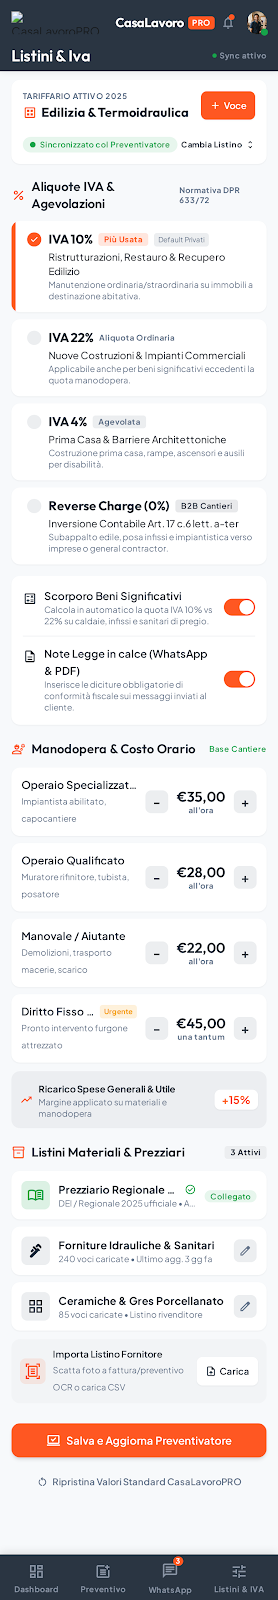 CasaLavoroPRO
CasaLavoro PRO
Listini & Iva
Sync attivo
TARIFFARIO ATTIVO 2025
Edilizia & Termoidraulica
+ Voce
Sincronizzato col Preventivatore
Cambia Listino
Aliquote IVA &
Agevolazioni
Normativa DPR
633/72
IVA 10% Più Usata Default Privati
Ristrutturazioni, Restauro & Recupero
Edilizio
Manutenzione ordinaria/straordinaria su immobili a
destinazione abitativa.
IVA 22% Aliquota Ordinaria
Nuove Costruzioni & Impianti Commerciali
Applicabile anche per beni significativi eccedenti la
quota manodopera.
IVA 4% Agevolata
Prima Casa & Barriere Architettoniche
Costruzione prima casa, rampe, ascensori e ausili
per disabilità.
Reverse Charge (0%) B2B Cantieri
Inversione Contabile Art. 17 c.6 lett. a-ter
Subappalto edile, posa infissi e impiantistica verso
imprese o general contractor.
Scorporo Beni Significativi
Calcola in automatico la quota IVA 10% vs
22% su caldaie, infissi e sanitari di pregio.
Note Legge in calce (WhatsApp
& PDF)
Inserisce le diciture obbligatorie di
conformità fiscale sui messaggi inviati al
cliente.
Manodopera & Costo Orario
Base Cantiere
Operaio Specializzat...
Impiantista abilitato,
capocantiere
- €35,00 +
all'ora
Operaio Qualificato
Muratore rifinitore, tubista,
posatore
- €28,00 +
all'ora
Manovale / Aiutante
Demolizioni, trasporto
macerie, scarico
- €22,00 +
all'ora
Diritto Fisso ... Urgente
Pronto intervento furgone
attrezzato
- €45,00 +
una tantum
Ricarico Spese Generali & Utile
Margine applicato su materiali e
manodopera
+15%
Listini Materiali & Prezziari
3 Attivi
Prezziario Regionale ...
DEI / Regionale 2025 ufficiale • A...
Collegato
Forniture Idrauliche & Sanitari
240 voci caricate • Ultimo agg. 3 gg fa
Ceramiche & Gres Porcellanato
85 voci caricate • Listino rivenditore
Importa Listino Fornitore
Scatta foto a fattura/preventivo
OCR o carica CSV
Carica
Salva e Aggiorna Preventivatore
Ripristina Valori Standard CasaLavoroPRO
3
Dashboard
Preventivo
WhatsApp
Listini & IVA